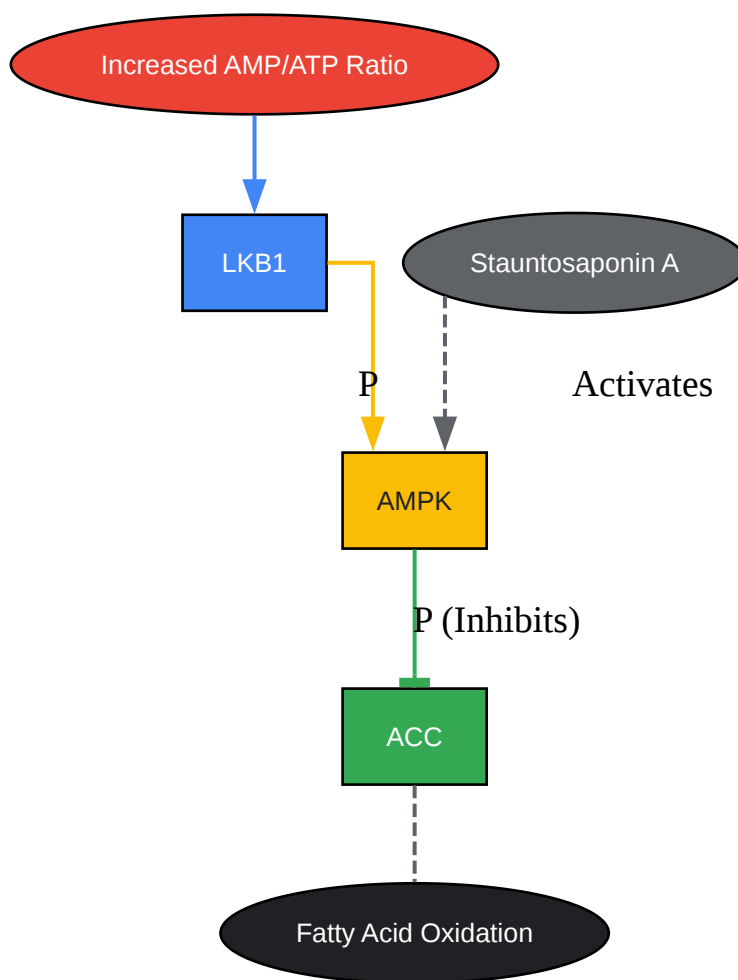 Increased AMP/ATP Ratio
LKB1
Stauntosaponin A
P
Activates
AMPK
P (Inhibits)
ACC
Fatty Acid Oxidation